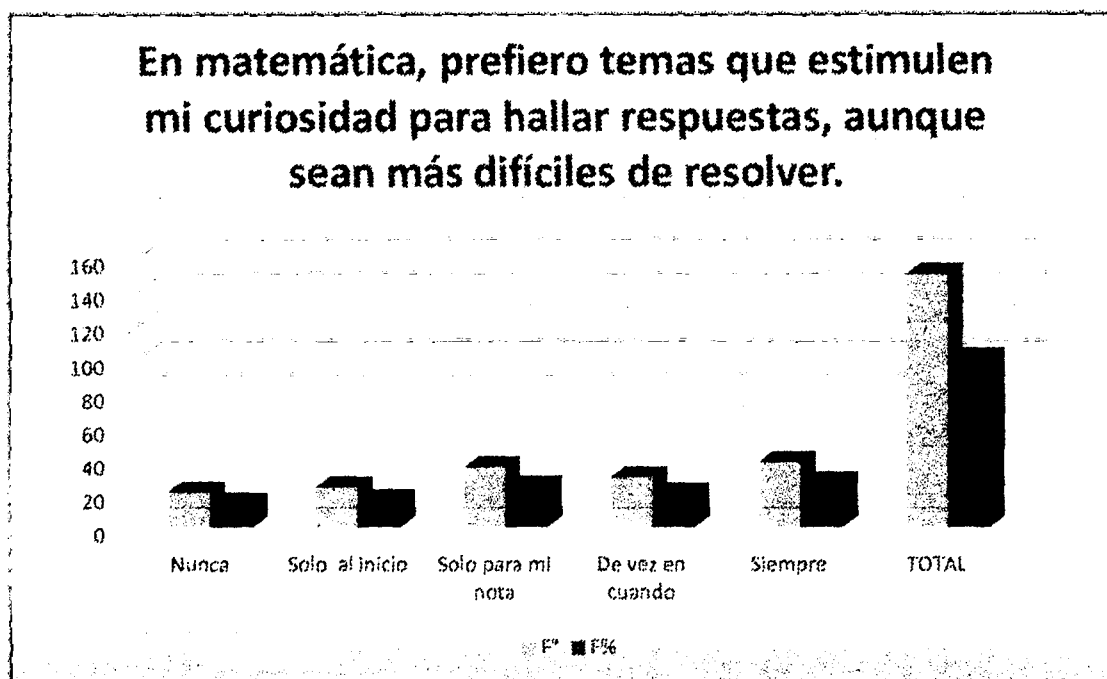 En matemática, prefiero temas que estimulen
mi curiosidad para hallar respuestas, aunque
sean más difíciles de resolver.
160
140
120
100
80
60
40
20
0
Nunca
Solo al inicio
Solo para mi
nota
De vez en
cuando
Siempre
TOTAL
F° F%